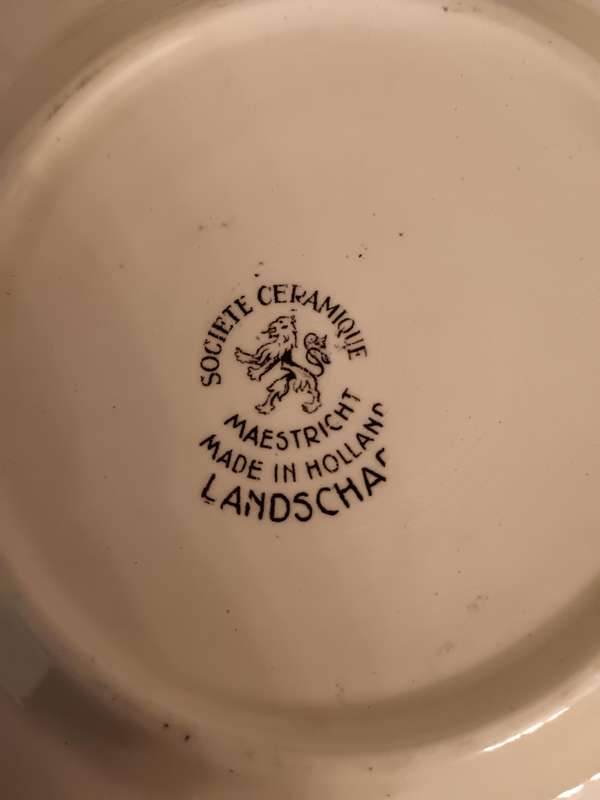 SOCIETE CERAMIQUE
MAESTRICHT
MADE IN HOLLAND
LANDSCHA